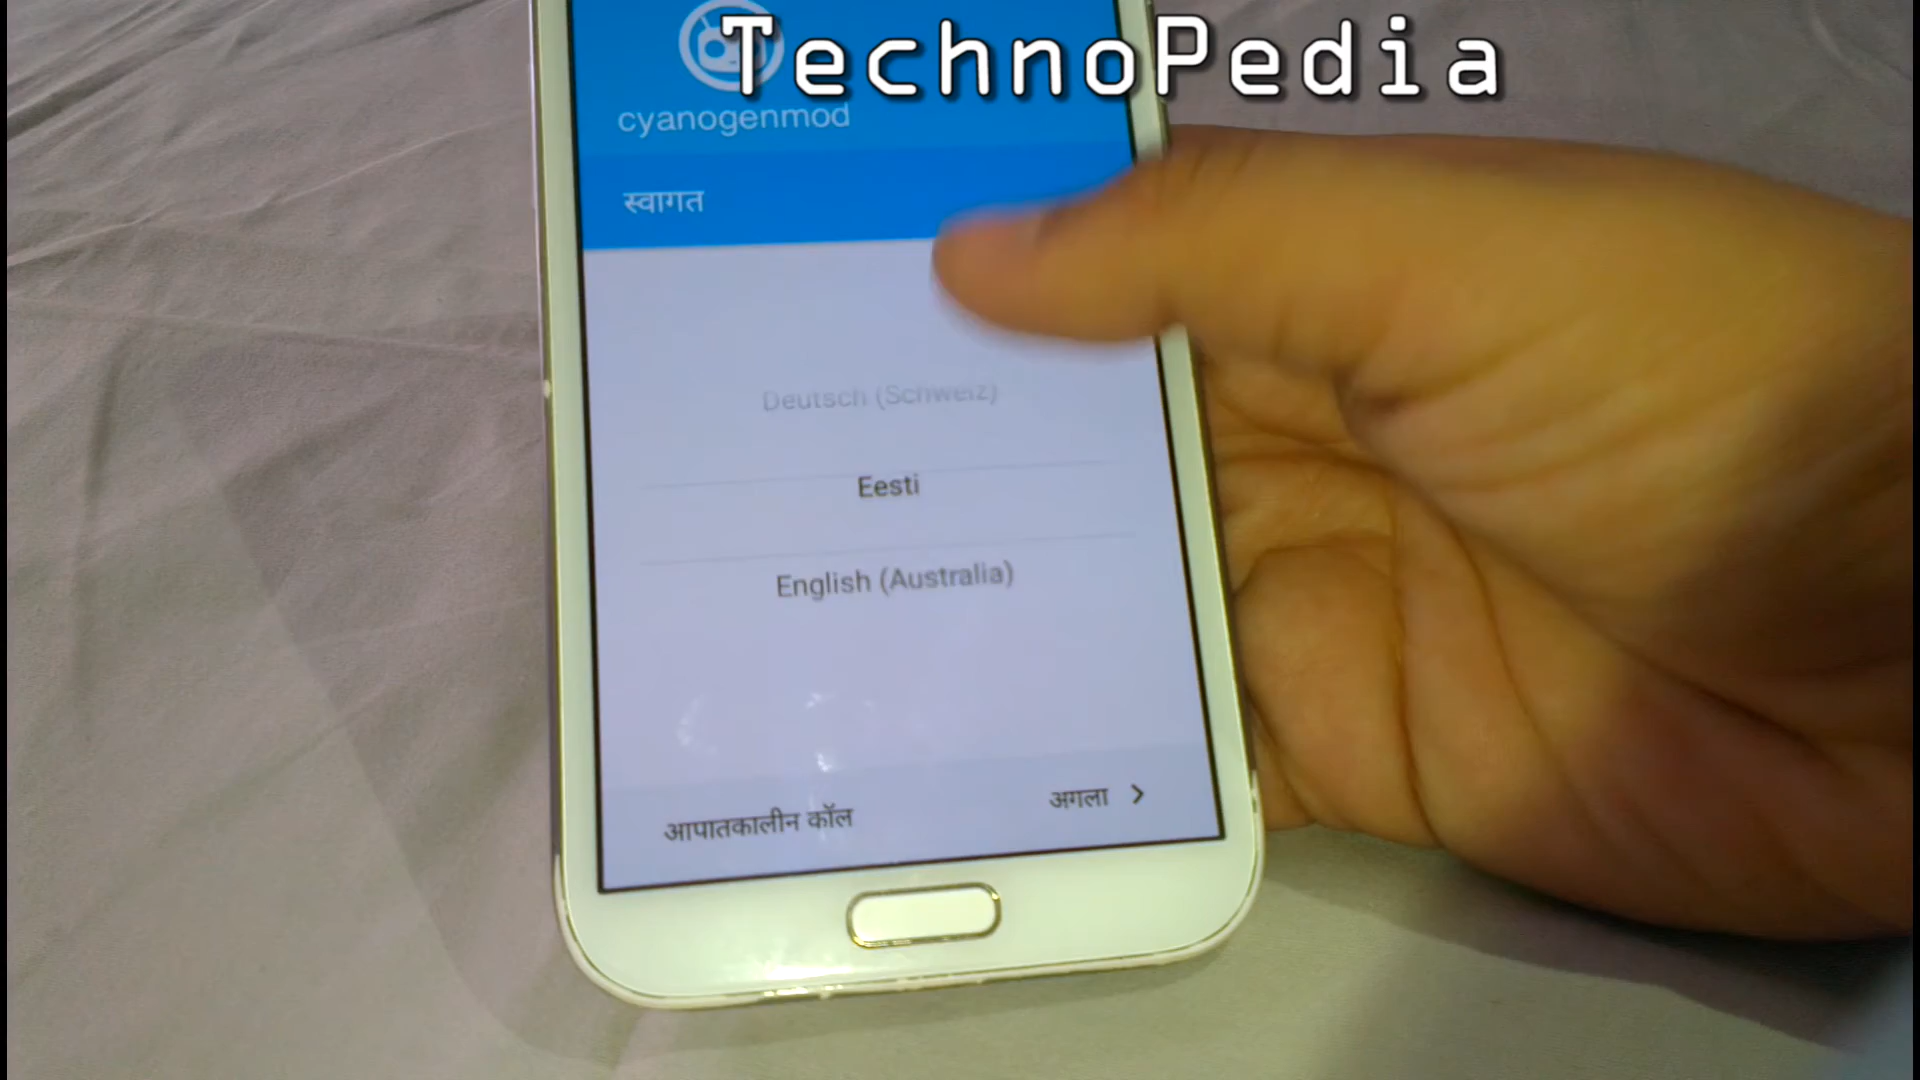 TechnoPedia
cyanogenmod
स्वागत
Deutsch (Schweiz)
Eesti
English (Australia)
आपातकालीन कॉल
अगला >